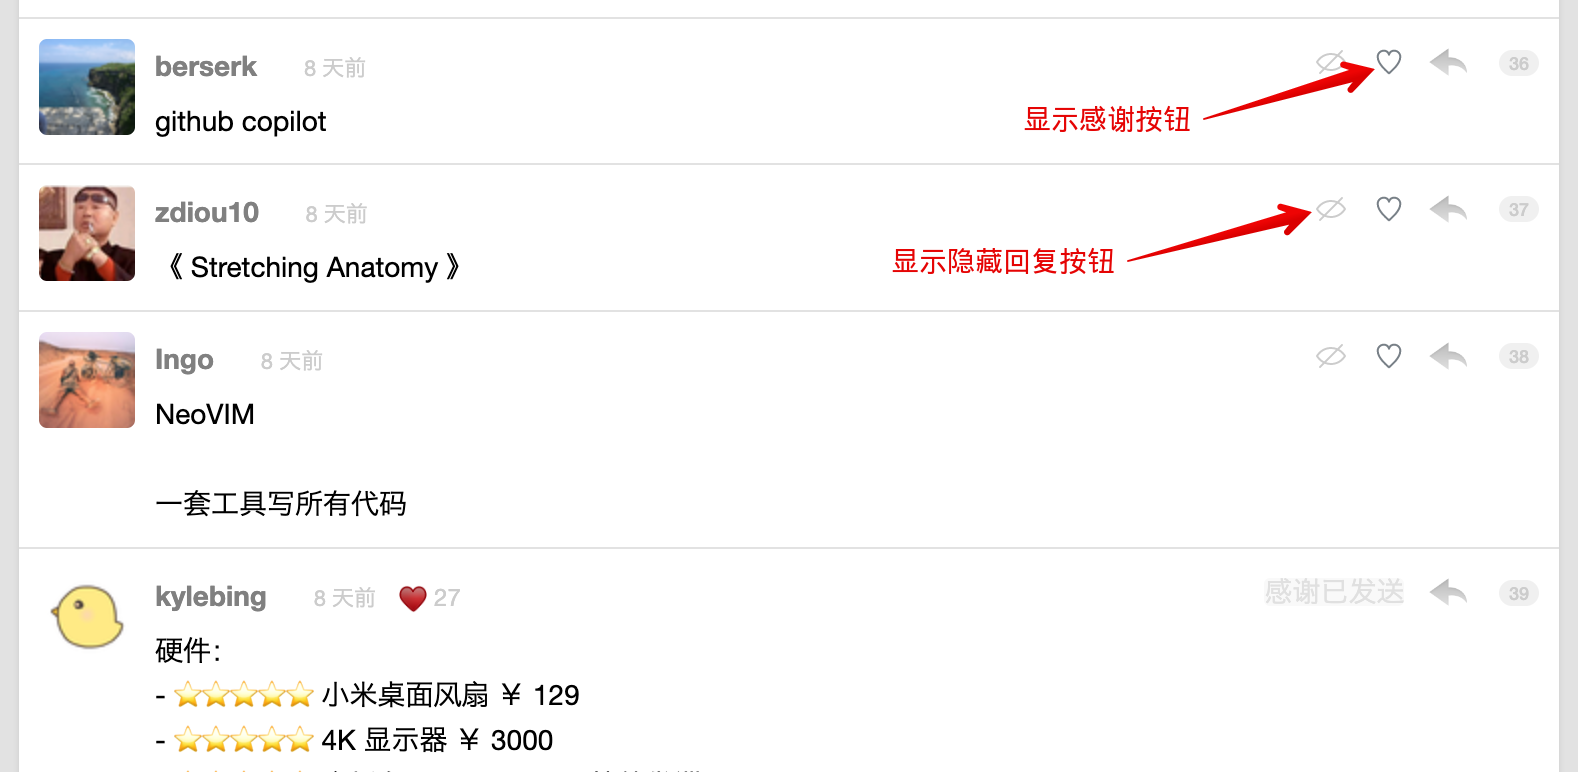 berserk 8 天前 36
github copilot
显示感谢按钮
zdiou10 8 天前 37
《 Stretching Anatomy 》
显示隐藏回复按钮
Ingo 8 天前 38
NeoVIM
一套工具写所有代码
kylebing 8 天前 ❤️ 27 感谢已发送 39
硬件：
- ⭐⭐⭐⭐⭐ 小米桌面风扇 ￥ 129
- ⭐⭐⭐⭐⭐ 4K 显示器 ￥ 3000